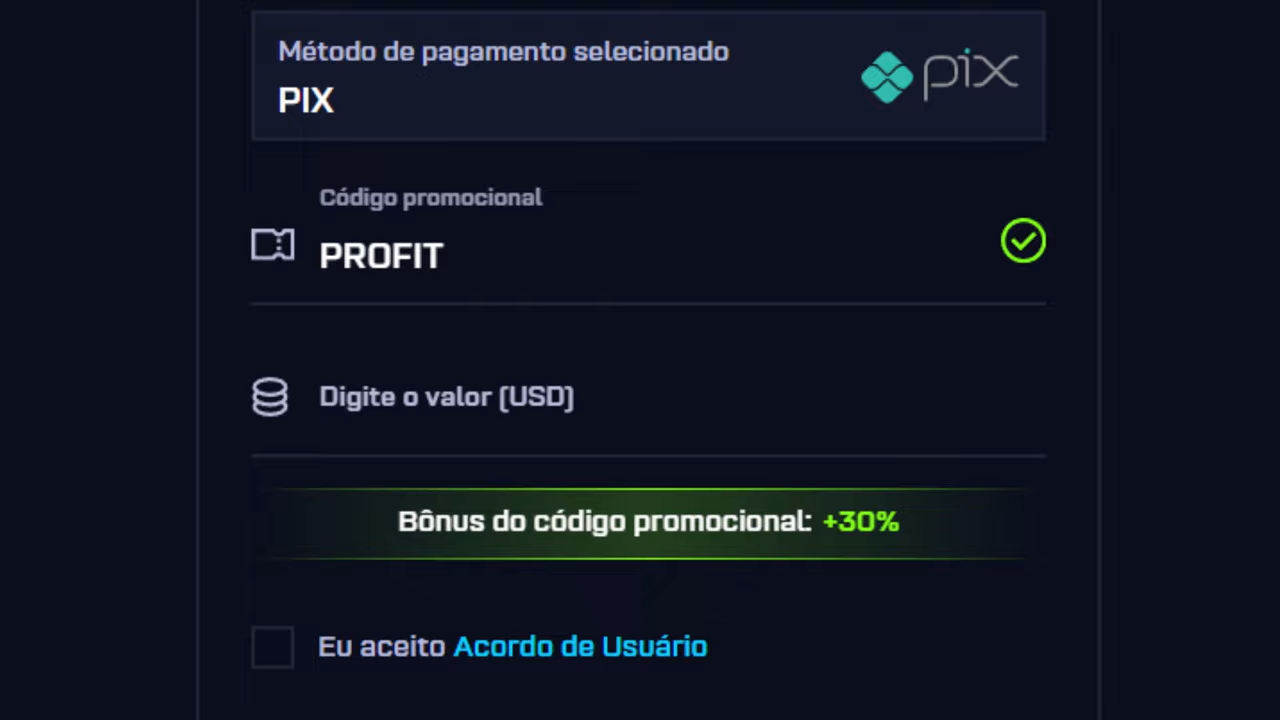 Método de pagamento selecionado
PIX
pix
Código promocional
PROFIT
Digite o valor (USD)
Bônus do código promocional: +30%
Eu aceito Acordo de Usuário